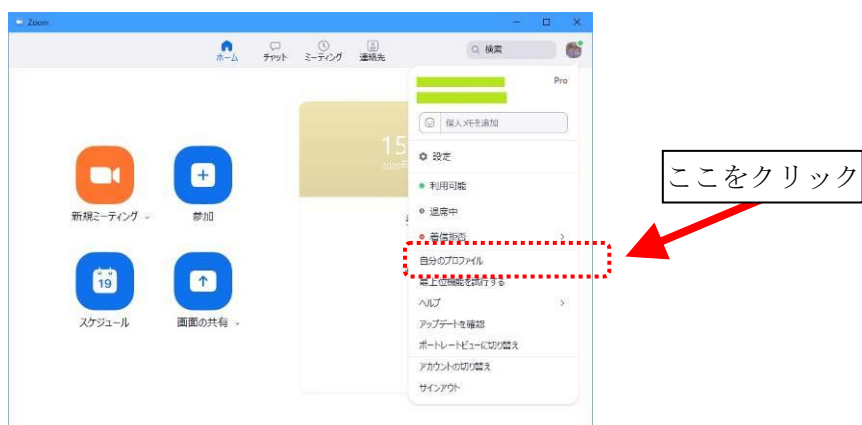 Zoom
ホーム
チャット
ミーティング
連絡先
検索
Pro
個人メモを追加
15
2020年
設定
利用可能
退席中
着信拒否
自分のプロファイル
最上位機能を試行する
ヘルプ
アップデートを確認
ポートレートビューに切り替え
アカウントの切り替え
サインアウト
新規ミーティング
参加
19
スケジュール
画面の共有
ここをクリック